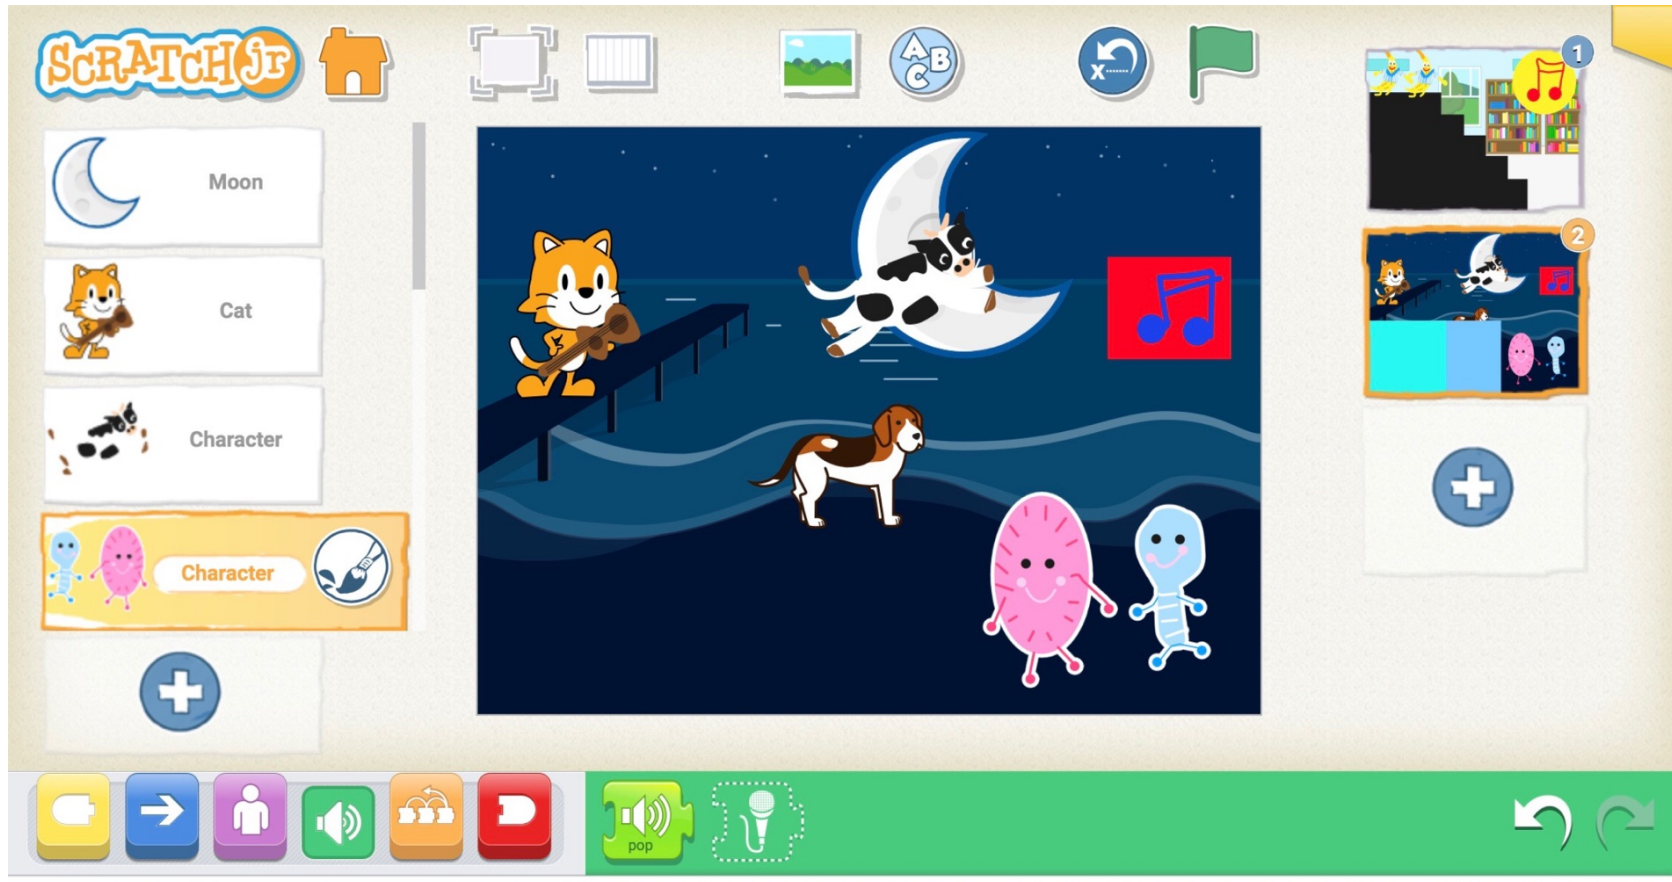 SCRATCHJr
A B C
X
1
Moon
2
Cat
Character
Character
pop